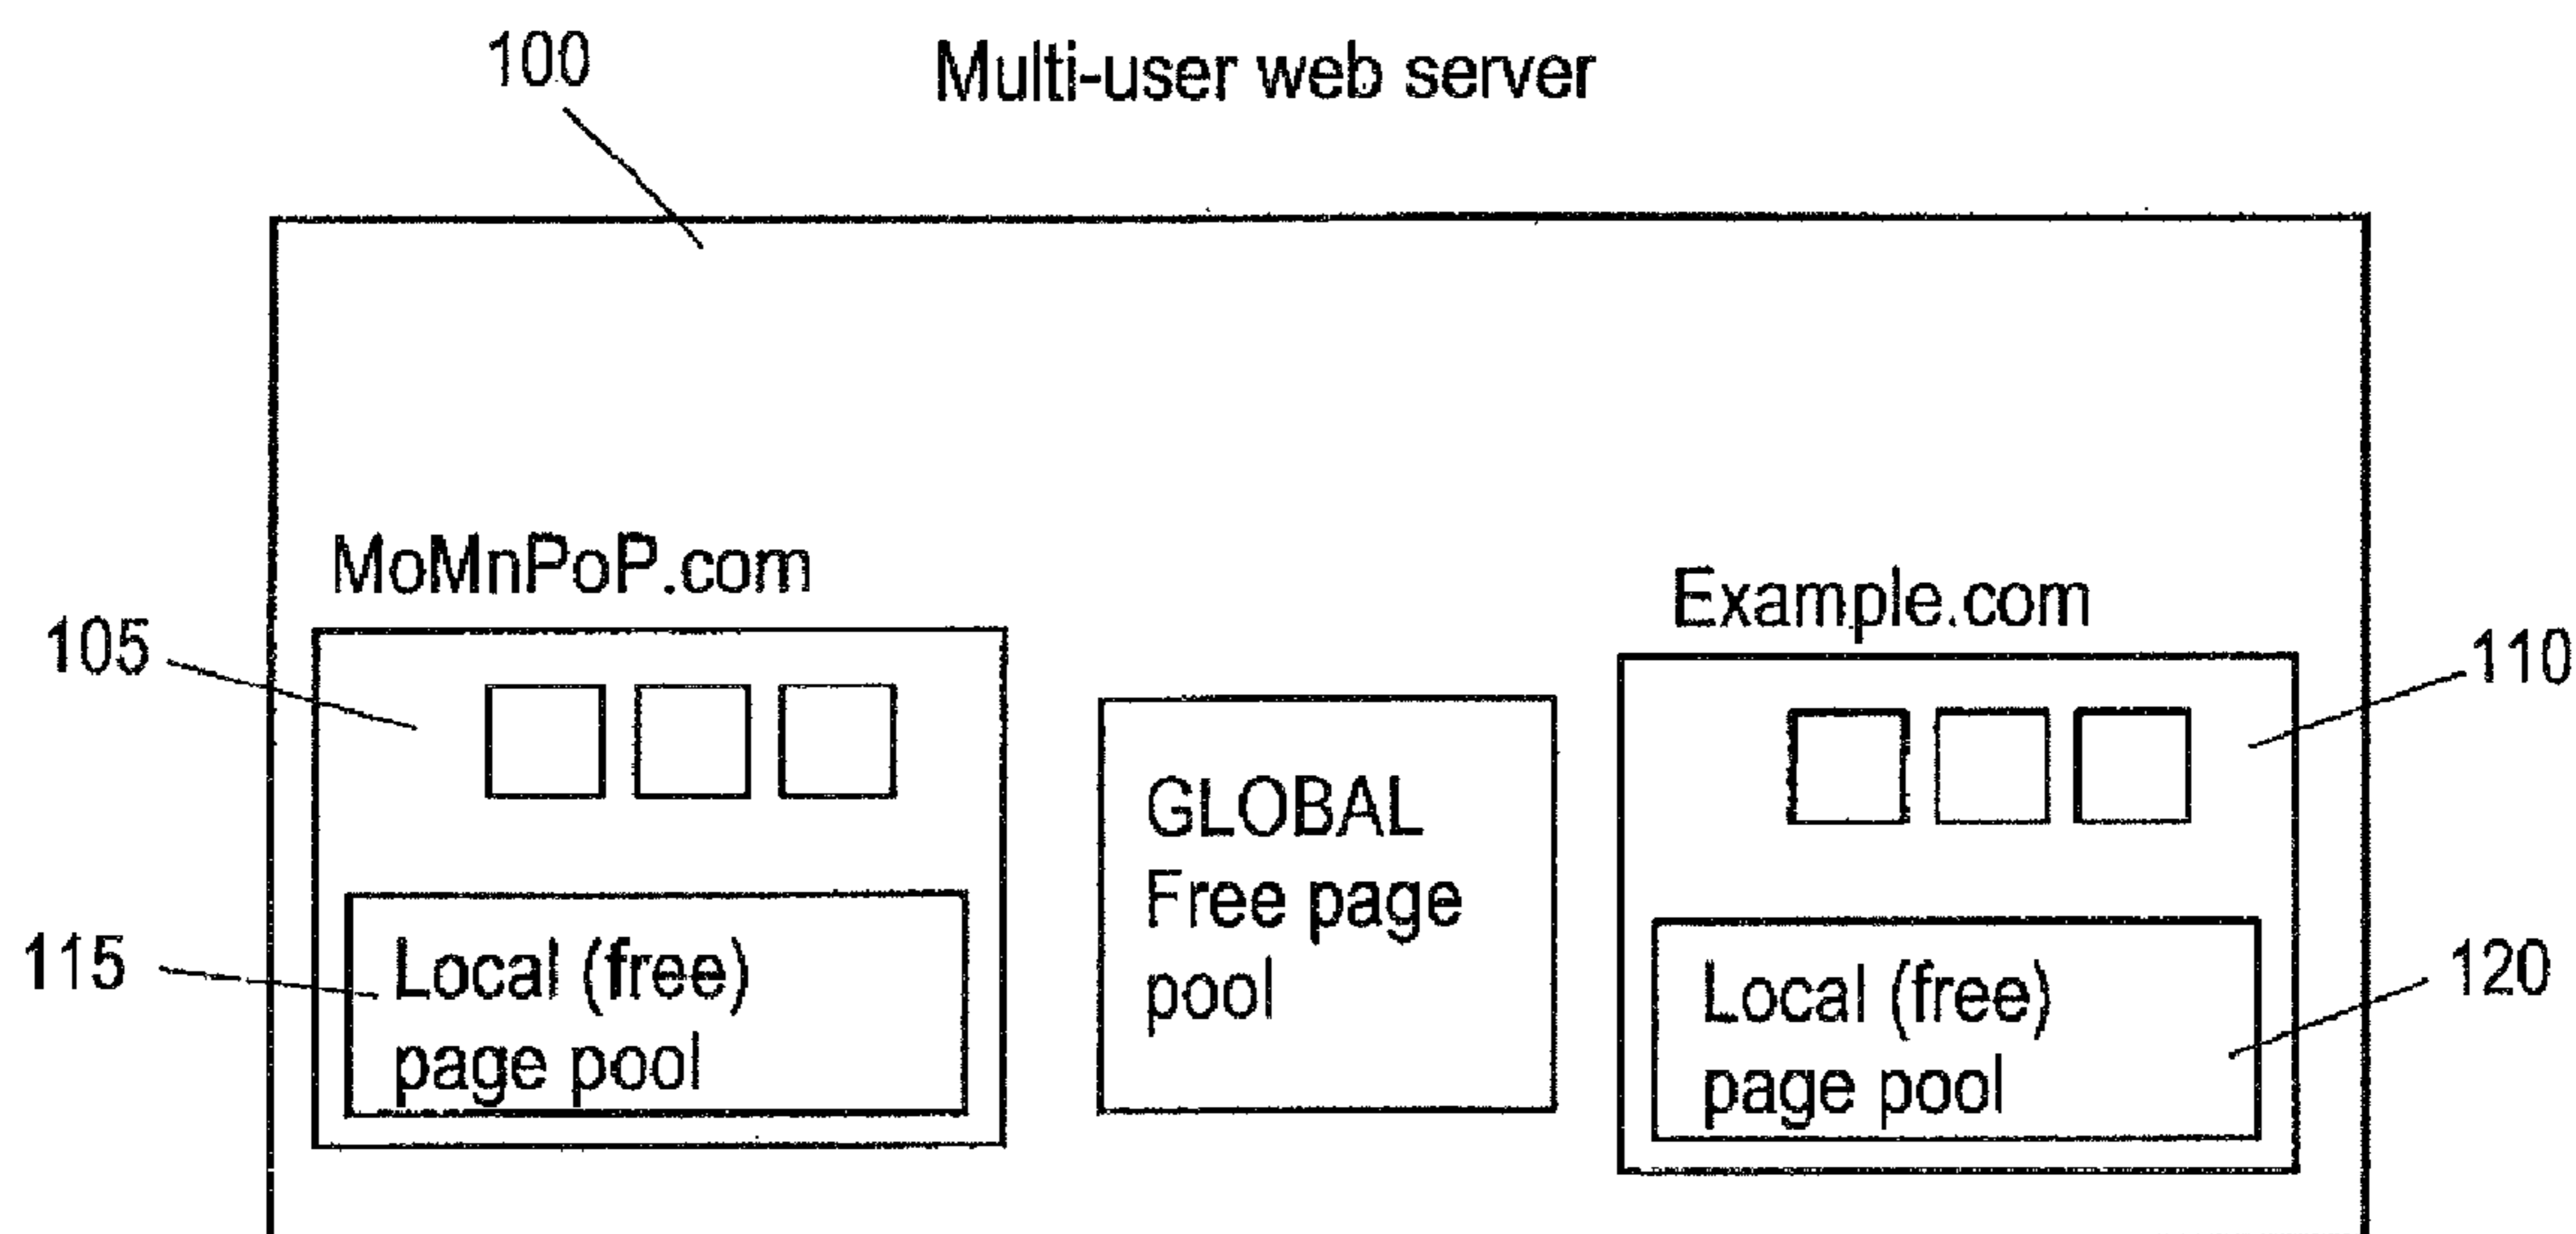 100
Multi-user web server
MoMnPoP.com
Example.com
105
110
GLOBAL
Free page
pool
115
Local (free)
page pool
Local (free)
page pool
120